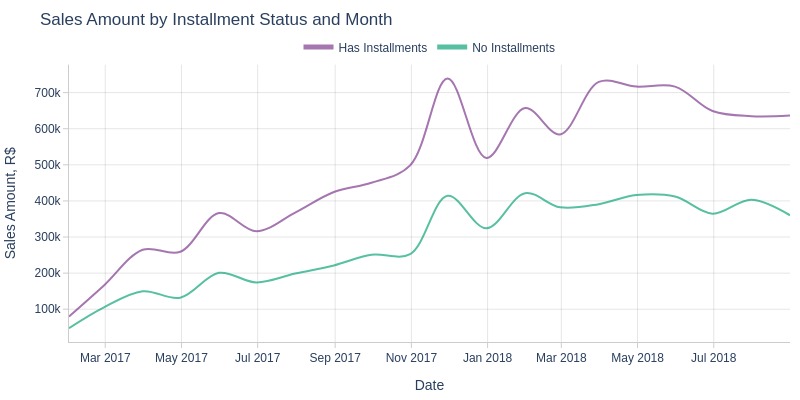 Sales Amount by Installment Status and Month
Has Installments
No Installments
700k
600k
500k
400k
300k
200k
100k
Sales Amount, R$
Mar 2017
May 2017
Jul 2017
Sep 2017
Nov 2017
Jan 2018
Mar 2018
May 2018
Jul 2018
Date